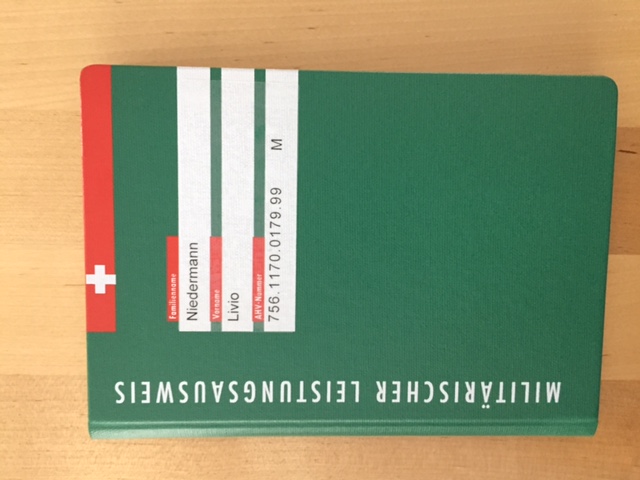 Familienname
Niedermann
Vorname
Livio
AHV-Nummer
756.1170.0179.99 M
MILITÄRISCHER LEISTUNGSAUSWEIS